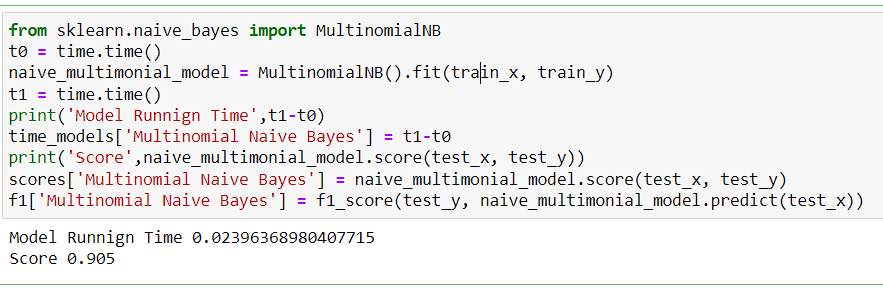 from sklearn.naive_bayes import MultinomialNB
t0 = time.time()
naive_multimonial_model = MultinomialNB().fit(train_x, train_y)
t1 = time.time()
print('Model Runnign Time',t1-t0)
time_models['Multinomial Naive Bayes'] = t1-t0
print('Score',naive_multimonial_model.score(test_x, test_y))
scores['Multinomial Naive Bayes'] = naive_multimonial_model.score(test_x, test_y)
f1['Multinomial Naive Bayes'] = f1_score(test_y, naive_multimonial_model.predict(test_x))
Model Runnign Time 0.02396368980407715
Score 0.905